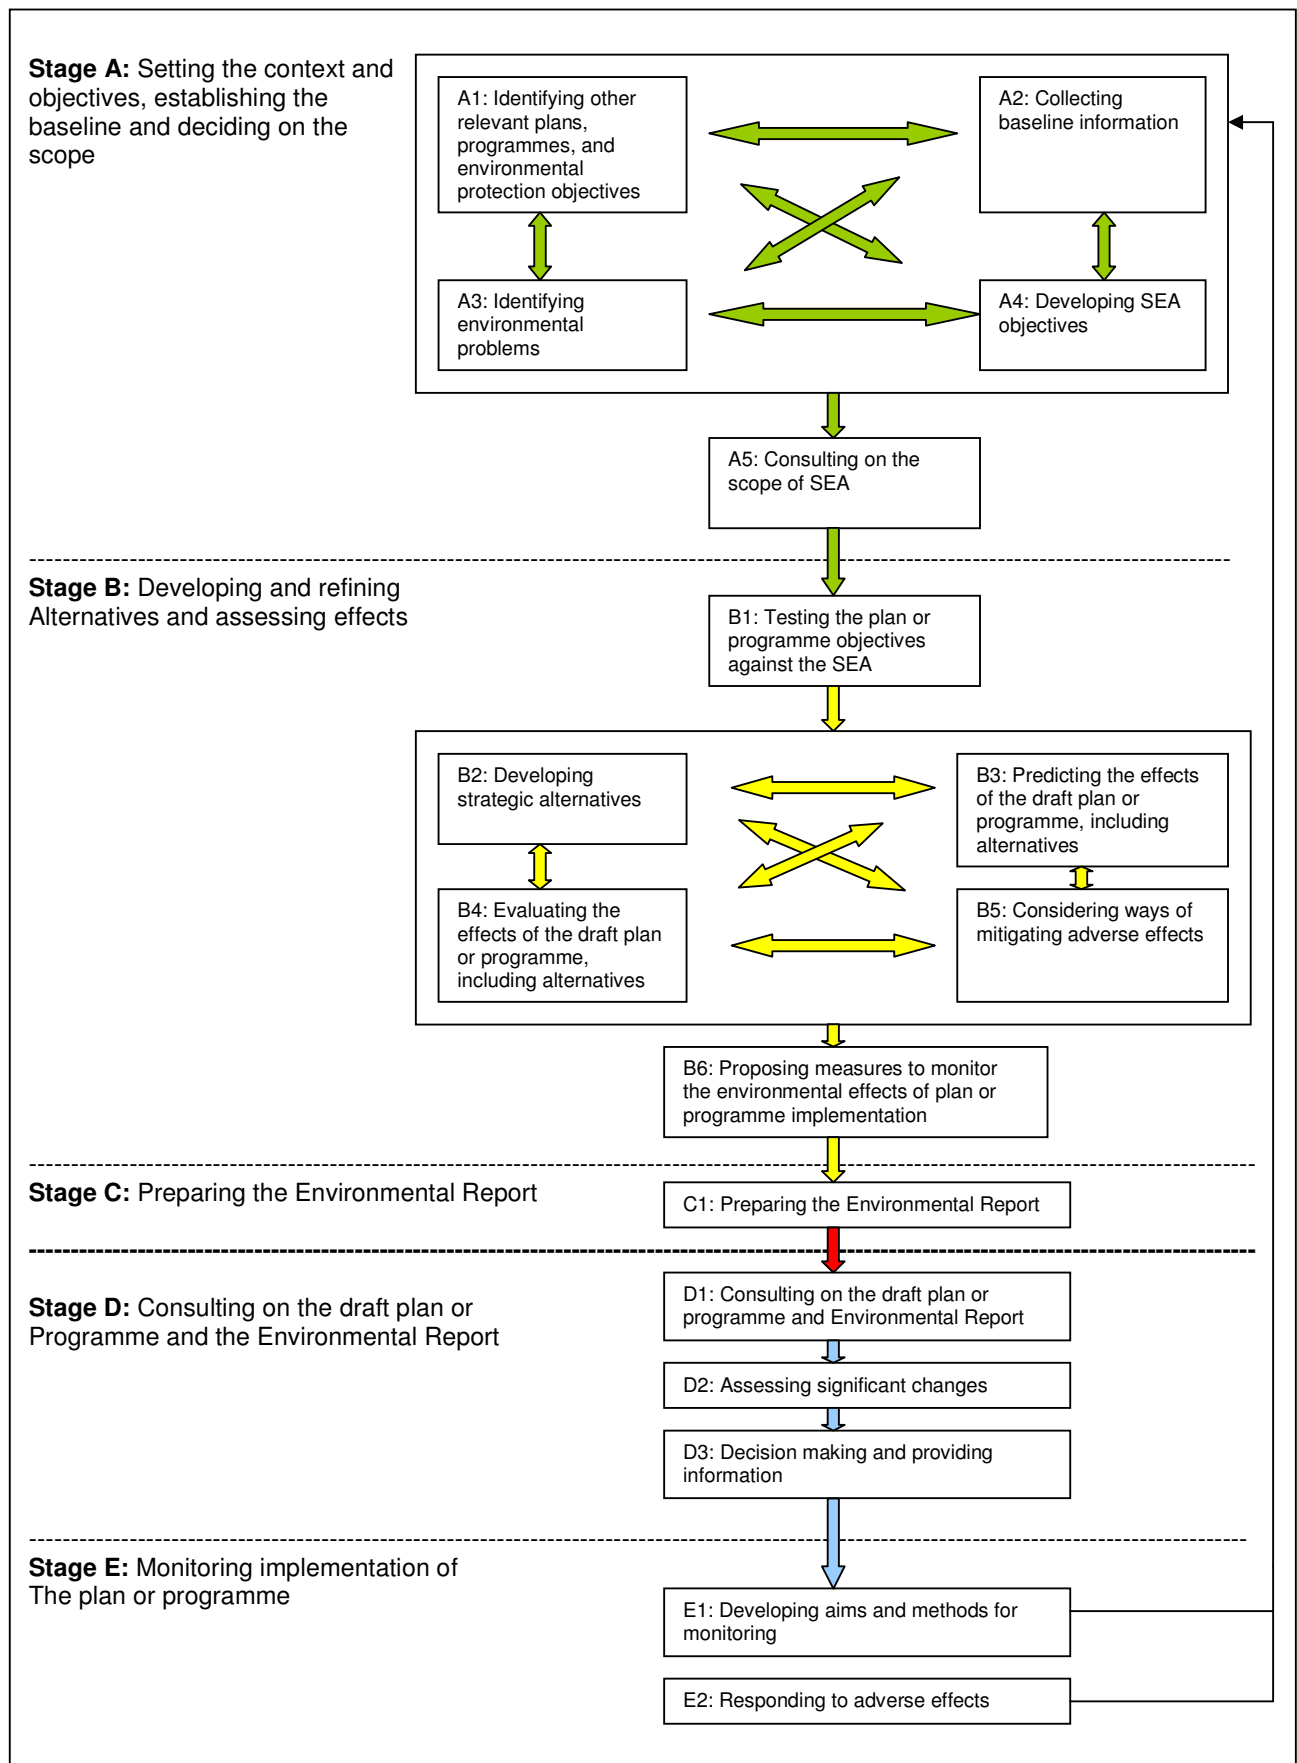 Stage A: Setting the context and
objectives, establishing the
baseline and deciding on the
scope
A1: Identifying other
relevant plans,
programmes, and
environmental
protection objectives
A2: Collecting
baseline information
A3: Identifying
environmental
problems
A4: Developing SEA
objectives
A5: Consulting on the
scope of SEA
Stage B: Developing and refining
Alternatives and assessing effects
B1: Testing the plan or
programme objectives
against the SEA
B2: Developing
strategic alternatives
B3: Predicting the effects
of the draft plan or
programme, including
alternatives
B4: Evaluating the
effects of the draft plan
or programme,
including alternatives
B5: Considering ways of
mitigating adverse effects
B6: Proposing measures to monitor
the environmental effects of plan or
programme implementation
Stage C: Preparing the Environmental Report
C1: Preparing the Environmental Report
Stage D: Consulting on the draft plan or
Programme and the Environmental Report
D1: Consulting on the draft plan or
programme and Environmental Report
D2: Assessing significant changes
D3: Decision making and providing
information
Stage E: Monitoring implementation of
The plan or programme
E1: Developing aims and methods for
monitoring
E2: Responding to adverse effects